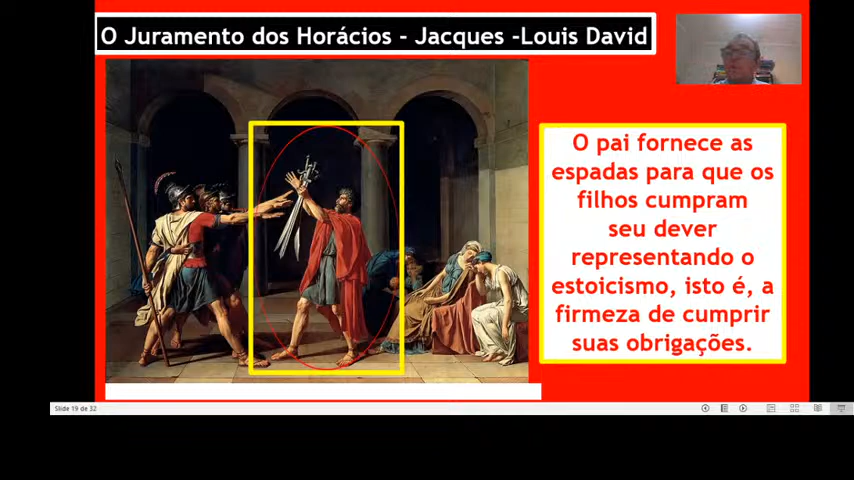 O Juramento dos Horácios - Jacques -Louis David
O pai fornece as
espadas para que os
filhos cumpram
seu dever
representando o
estoicismo, isto é, a
firmeza de cumprir
suas obrigações.
Slide 19 de 32